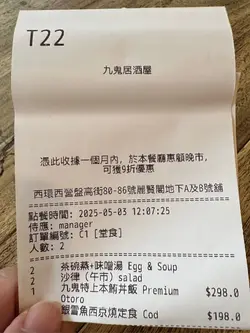 T22
九鬼居酒屋
憑此收據一個月內，於本餐廳惠顧晚市，
可獲9折優惠
西環西營盤高街80-86號麗賢閣地下A及B號舖
點餐時間: 2025-05-03 12:07:25
侍應: manager
訂單編號: C1 [堂食]
人數: 2
2 茶碗蒸+味噌湯 Egg & Soup
2 沙律 (午市) salad
1 九鬼特上本鮪丼飯 Premium $298.0
Otoro
銀雪魚西京燒定食 Cod $198.0